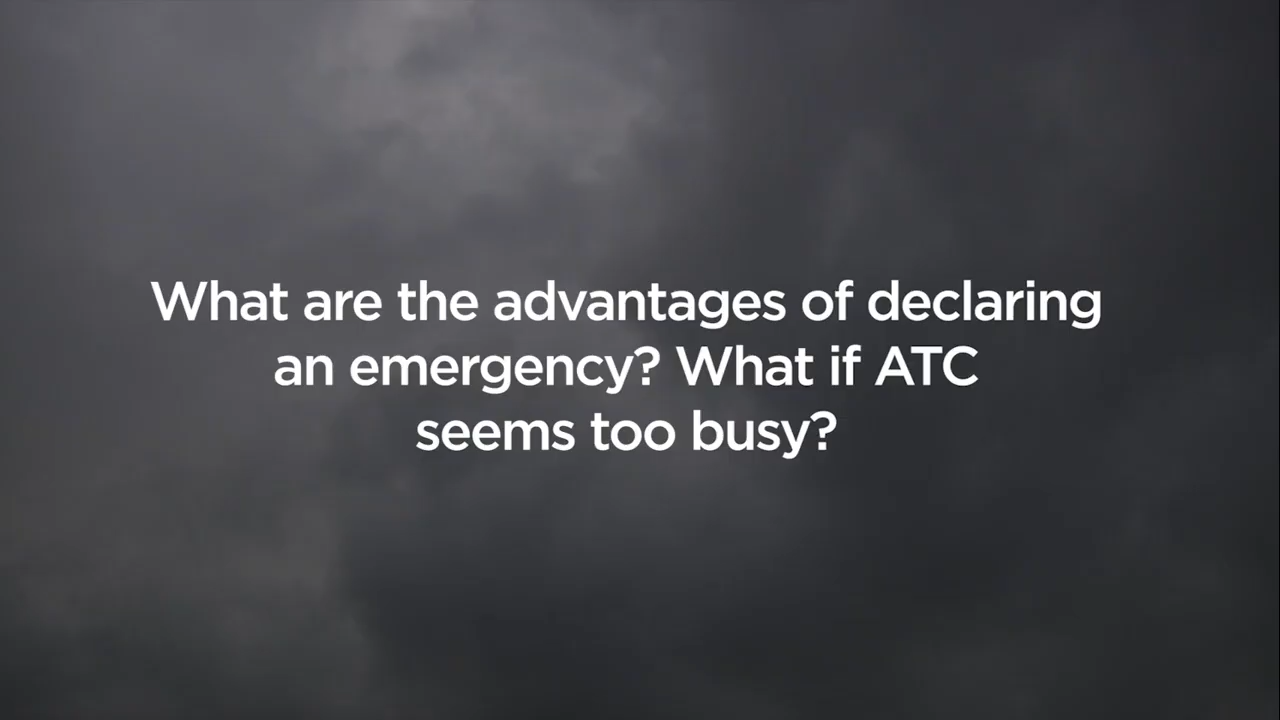 What are the advantages of declaring
an emergency? What if ATC
seems too busy?